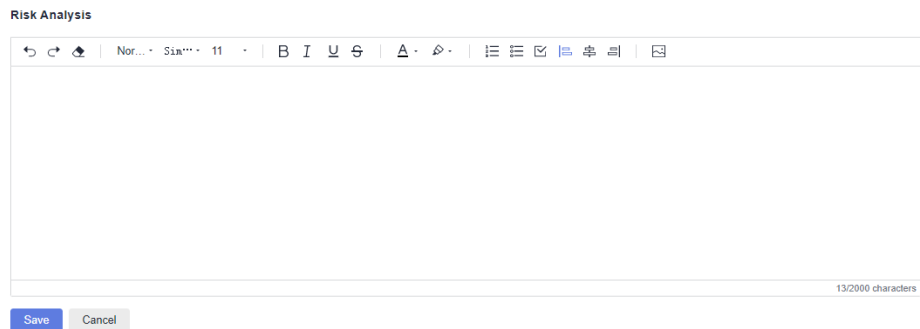 Risk Analysis
Nor... Sim··· 11 B I U S A
13/2000 characters
Save Cancel